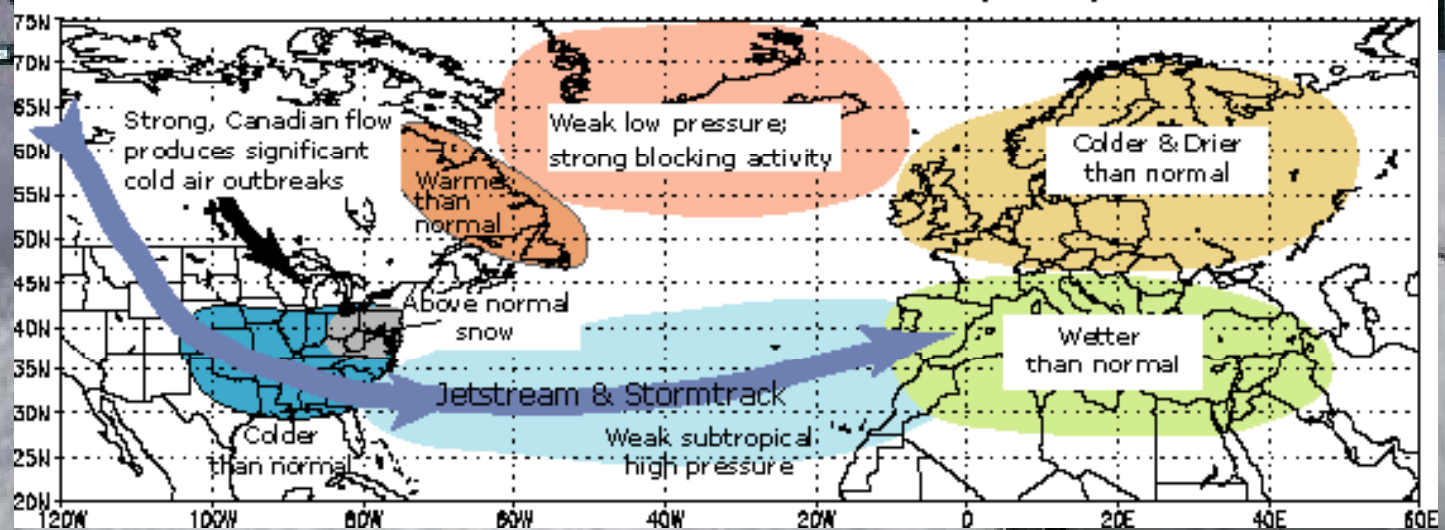 75N
70N
65N
60N
55N
50N
45N
40N
35N
30N
25N
20N
Strong, Canadian flow
produces significant
cold air outbreaks
Weak low pressure;
strong blocking activity
Colder & Drier
than normal
Warmer
than
normal
Above normal
snow
Wetter
than normal
Jetstream & Stormtrack
Colder
than normal
Weak subtropical
high pressure
120W 100W 80W 60W 40W 20W 0 20E 40E 60E